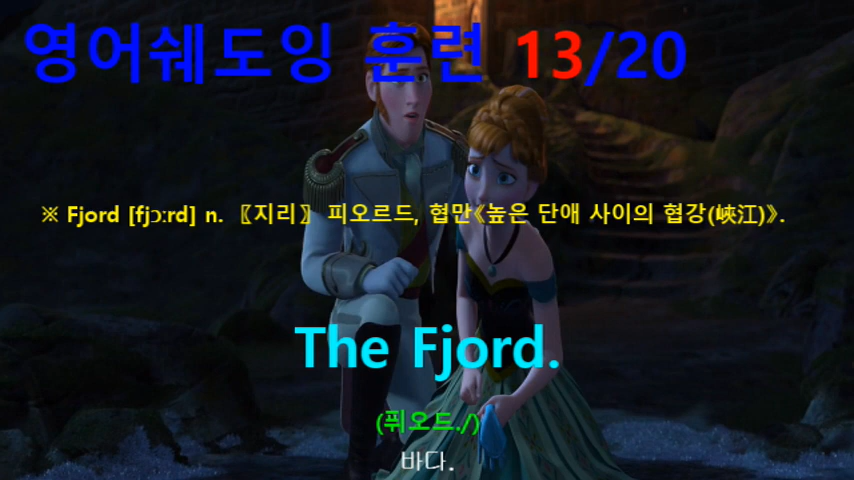 영어쉐도잉 훈련 13/20
※ Fjord [fjɔːrd] n. 〖지리〗 피오르드, 협만《높은 단애 사이의 협강(峽江)》.
The Fjord.
(퓌오드./)
바다.